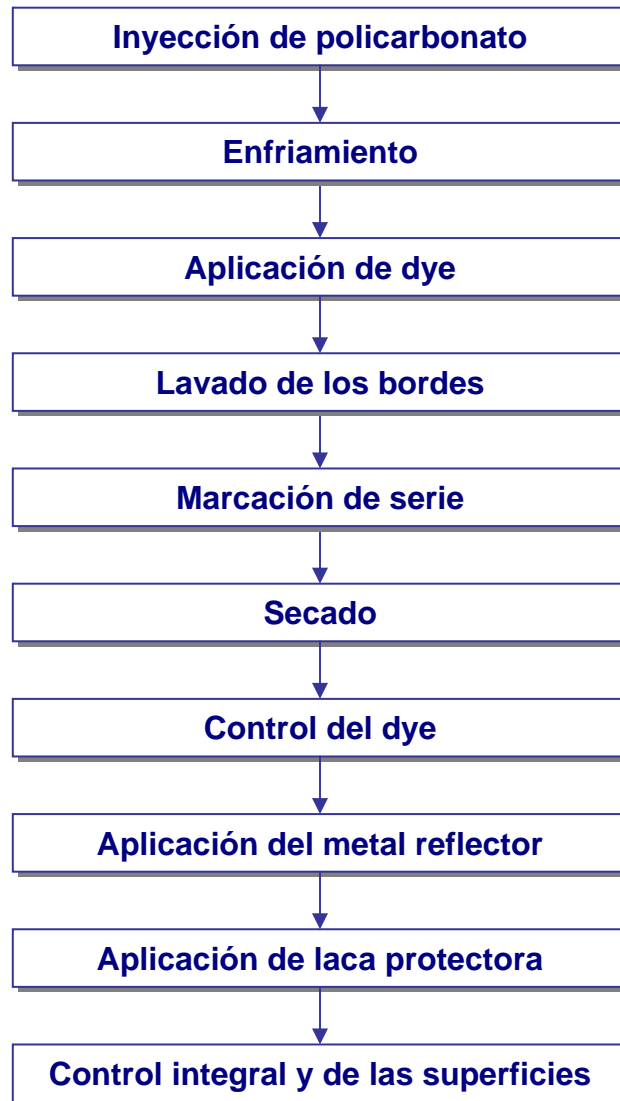 Inyección de policarbonato
Enfriamiento
Aplicación de dye
Lavado de los bordes
Marcación de serie
Secado
Control del dye
Aplicación del metal reflector
Aplicación de laca protectora
Control integral y de las superficies